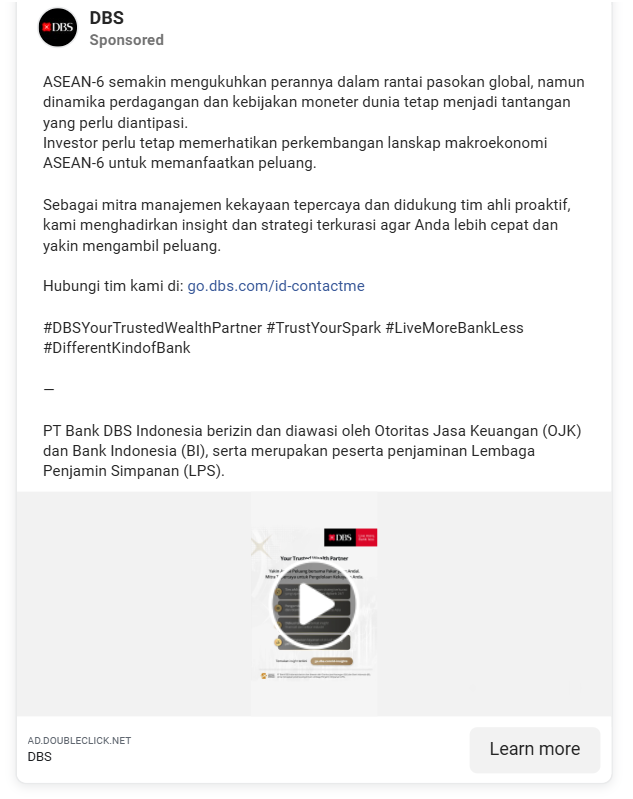 DBS
Sponsored
ASEAN-6 semakin mengukuhkan perannya dalam rantai pasokan global, namun
dinamika perdagangan dan kebijakan moneter dunia tetap menjadi tantangan
yang perlu diantipasi.
Investor perlu tetap memerhatikan perkembangan lanskap makroekonomi
ASEAN-6 untuk memanfaatkan peluang.
Sebagai mitra manajemen kekayaan tepercaya dan didukung tim ahli proaktif,
kami menghadirkan insight dan strategi terkurasi agar Anda lebih cepat dan
yakin mengambil peluang.
Hubungi tim kami di: go.dbs.com/id-contactme
#DBSYourTrustedWealthPartner #TrustYourSpark #LiveMoreBankLess
#DifferentKindofBank
—
PT Bank DBS Indonesia berizin dan diawasi oleh Otoritas Jasa Keuangan (OJK)
dan Bank Indonesia (BI), serta merupakan peserta penjaminan Lembaga
Penjamin Simpanan (LPS).
DBS
Your Trusted Wealth Partner
AD.DOUBLECLICK.NET
DBS
Learn more